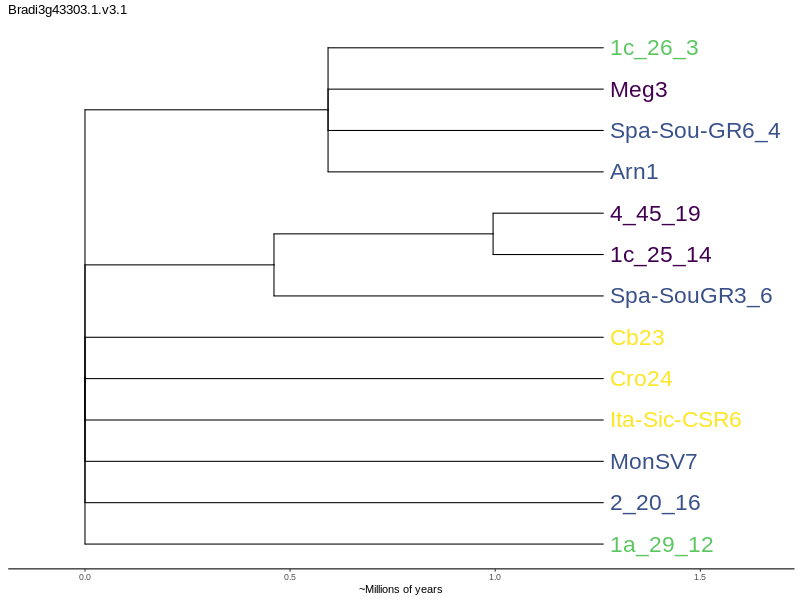 Bradi3g43303.1.v3.1
1c_26_3
Meg3
Spa-Sou-GR6_4
Arn1
4_45_19
1c_25_14
Spa-SouGR3_6
Cb23
Cro24
Ita-Sic-CSR6
MonSV7
2_20_16
1a_29_12
0.0 0.5 1.0 1.5
~Millions of years